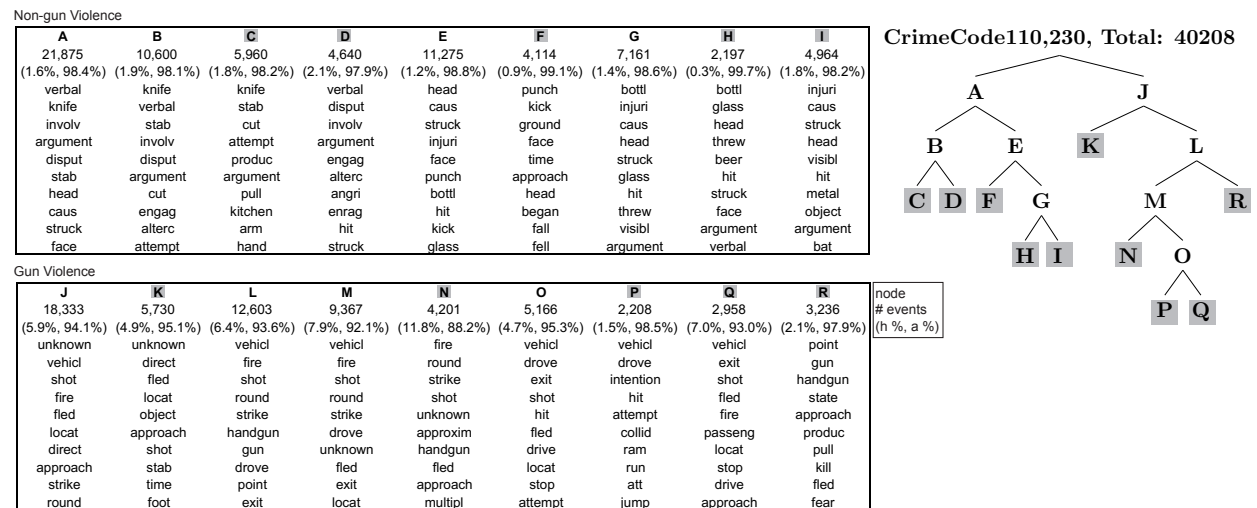 Non-gun Violence
A B C D E F G H I
21,875 10,600 5,960 4,640 11,275 4,114 7,161 2,197 4,964
(1.6%, 98.4%) (1.9%, 98.1%) (1.8%, 98.2%) (2.1%, 97.9%) (1.2%, 98.8%) (0.9%, 99.1%) (1.4%, 98.6%) (0.3%, 99.7%) (1.8%, 98.2%)
verbal knife knife verbal head punch bottl bottl injuri
knife verbal stab disput caus kick injuri glass caus
involv stab cut involv struck ground caus head struck
argument involv attempt argument injuri face head threw head
disput disput produc engag face time struck beer visibl
stab argument argument alterc punch approach glass hit hit
head cut pull angri bottl head hit struck metal
caus engag kitchen enrag hit began threw face object
struck alterc arm hit kick fall visibl argument argument
face attempt hand struck glass fell argument verbal bat
Gun Violence
J K L M N O P Q R
18,333 5,730 12,603 9,367 4,201 5,166 2,208 2,958 3,236
(5.9%, 94.1%) (4.9%, 95.1%) (6.4%, 93.6%) (7.9%, 92.1%) (11.8%, 88.2%) (4.7%, 95.3%) (1.5%, 98.5%) (7.0%, 93.0%) (2.1%, 97.9%)
unknown unknown vehicl vehicl fire vehicl vehicl vehicl point
vehicl direct fire fire round drove drove exit gun
shot fled shot shot strike exit intention shot handgun
fire locat round round shot shot hit fled state
fled object strike strike unknown hit attempt fire approach
locat approach handgun drove approxim fled collid passeng produc
direct shot gun unknown handgun drive ram locat pull
approach stab drove fled fled locat run stop kill
strike time point exit approach stop att drive fled
round foot exit locat multipl attempt jump approach fear
node
# events
(h %, a %)
CrimeCode110,230, Total: 40208
A J
B E K L
C D F G M R
H I N O
P Q